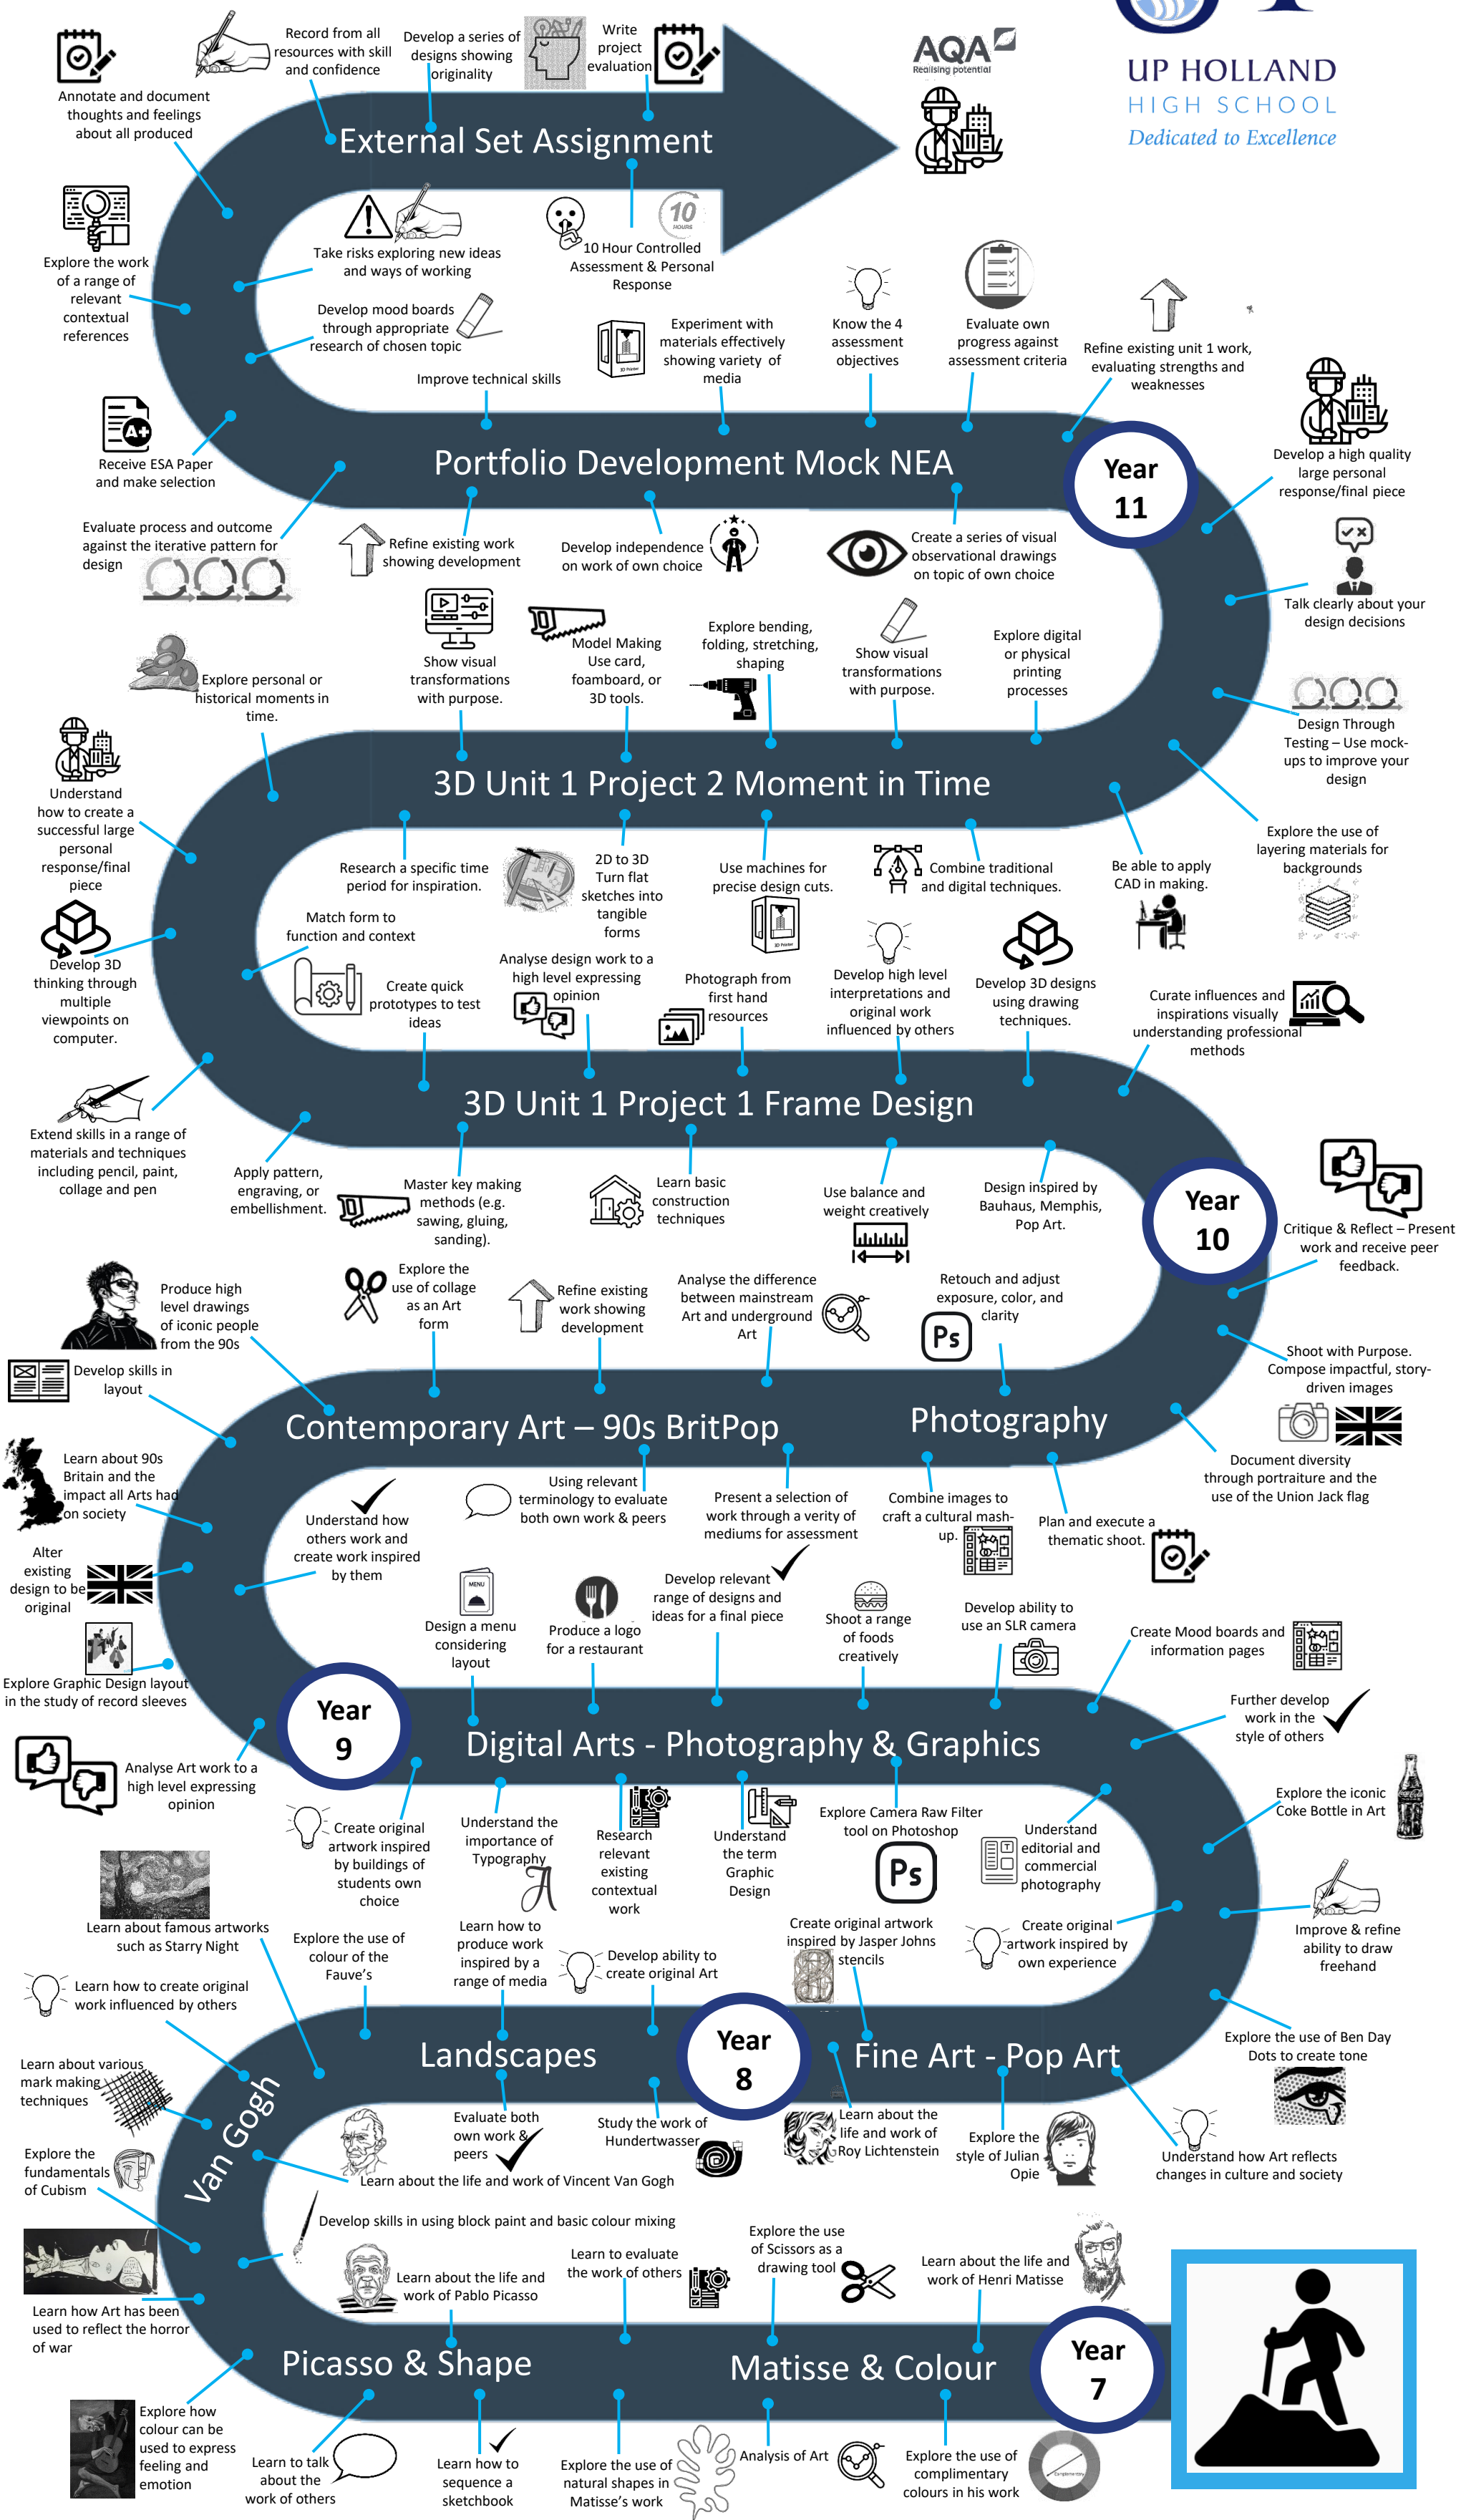 UP HOLLAND
HIGH SCHOOL
Dedicated to Excellence
AQA
Realising potential
Record from all
resources with skill
and confidence
Develop a series of
designs showing
originality
Write
project
evaluation
Annotate and document
thoughts and feelings
about all produced
External Set Assignment
Explore the work
of a range of
relevant
contextual
references
Take risks exploring new ideas
and ways of working
10
HOURS
10 Hour Controlled
Assessment & Personal
Response
Develop mood boards
through appropriate
research of chosen topic
Improve technical skills
3D Printer
Experiment with
materials effectively
showing variety of
media
Know the 4
assessment
objectives
Evaluate own
progress against
assessment criteria
Refine existing unit 1 work,
evaluating strengths and
weaknesses
A+
Receive ESA Paper
and make selection
Portfolio Development Mock NEA
Year
11
Develop a high quality
large personal
response/final piece
Evaluate process and outcome
against the iterative pattern for
design
Refine existing work
showing development
Develop independence
on work of own choice
Create a series of visual
observational drawings
on topic of own choice
Talk clearly about your
design decisions
Explore personal or
historical moments in
time.
Show visual
transformations
with purpose.
Model Making
Use card,
foamboard, or
3D tools.
Explore bending,
folding, stretching,
shaping
Show visual
transformations
with purpose.
Explore digital
or physical
printing
processes
Design Through
Testing – Use mock-
ups to improve your
design
Understand
how to create a
successful large
personal
response/final
piece
3D Unit 1 Project 2 Moment in Time
Explore the use of
layering materials for
backgrounds
Research a specific time
period for inspiration.
2D to 3D
Turn flat
sketches into
tangible
forms
Use machines for
precise design cuts.
3D Printer
Combine traditional
and digital techniques.
Be able to apply
CAD in making.
Match form to
function and context
Develop 3D
thinking through
multiple
viewpoints on
computer.
Create quick
prototypes to test
ideas
Analyse design work to a
high level expressing
opinion
Photograph from
first hand
resources
Develop high level
interpretations and
original work
influenced by others
Develop 3D designs
using drawing
techniques.
Curate influences and
inspirations visually
understanding professional
methods
3D Unit 1 Project 1 Frame Design
Extend skills in a range of
materials and techniques
including pencil, paint,
collage and pen
Apply pattern,
engraving, or
embellishment.
Master key making
methods (e.g.
sawing, gluing,
sanding).
Learn basic
construction
techniques
Use balance and
weight creatively
Design inspired by
Bauhaus, Memphis,
Pop Art.
Year
10
Critique & Reflect – Present
work and receive peer
feedback.
Produce high
level drawings
of iconic people
from the 90s
Explore the
use of collage
as an Art
form
Refine existing
work showing
development
Analyse the difference
between mainstream
Art and underground
Art
Retouch and adjust
exposure, color, and
clarity
Ps
Shoot with Purpose.
Compose impactful, story-
driven images
Develop skills in
layout
Contemporary Art – 90s BritPop
Photography
Document diversity
through portraiture and the
use of the Union Jack flag
Learn about 90s
Britain and the
impact all Arts had
on society
Understand how
others work and
create work inspired
by them
Using relevant
terminology to evaluate
both own work & peers
Present a selection of
work through a verity of
mediums for assessment
Combine images to
craft a cultural mash-
up.
Plan and execute a
thematic shoot.
Alter
existing
design to be
original
MENU
Design a menu
considering
layout
Produce a logo
for a restaurant
Develop relevant
range of designs and
ideas for a final piece
Shoot a range
of foods
creatively
Develop ability to
use an SLR camera
Create Mood boards and
information pages
Explore Graphic Design layout
in the study of record sleeves
Year
9
Digital Arts - Photography & Graphics
Further develop
work in the
style of others
Analyse Art work to a
high level expressing
opinion
Create original
artwork inspired
by buildings of
students own
choice
Understand the
importance of
Typography
A
Research
relevant
existing
contextual
work
Understand
the term
Graphic
Design
Explore Camera Raw Filter
tool on Photoshop
Ps
Understand
editorial and
commercial
photography
Explore the iconic
Coke Bottle in Art
Learn about famous artworks
such as Starry Night
Explore the use of
colour of the
Fauve's
Learn how to
produce work
inspired by a
range of media
Develop ability to
create original Art
Create original artwork
inspired by Jasper Johns
stencils
Create original
artwork inspired by
own experience
Improve & refine
ability to draw
freehand
Learn how to create original
work influenced by others
Landscapes
Year
8
Fine Art - Pop Art
Explore the use of Ben Day
Dots to create tone
Learn about various
mark making
techniques
Van Gogh
Evaluate both
own work &
peers
Study the work of
Hundertwasser
Learn about the
life and work of
Roy Lichtenstein
Explore the
style of Julian
Opie
Understand how Art reflects
changes in culture and society
Explore the
fundamentals
of Cubism
Learn about the life and work of Vincent Van Gogh
Develop skills in using block paint and basic colour mixing
Learn about the life and
work of Pablo Picasso
Learn to evaluate
the work of others
Explore the use
of Scissors as a
drawing tool
Learn about the life and
work of Henri Matisse
Learn how Art has been
used to reflect the horror
of war
Picasso & Shape
Matisse & Colour
Year
7
Explore how
colour can be
used to express
feeling and
emotion
Learn to talk
about the
work of others
Learn how to
sequence a
sketchbook
Explore the use of
natural shapes in
Matisse's work
Analysis of Art
Explore the use of
complimentary
colours in his work
Complementary